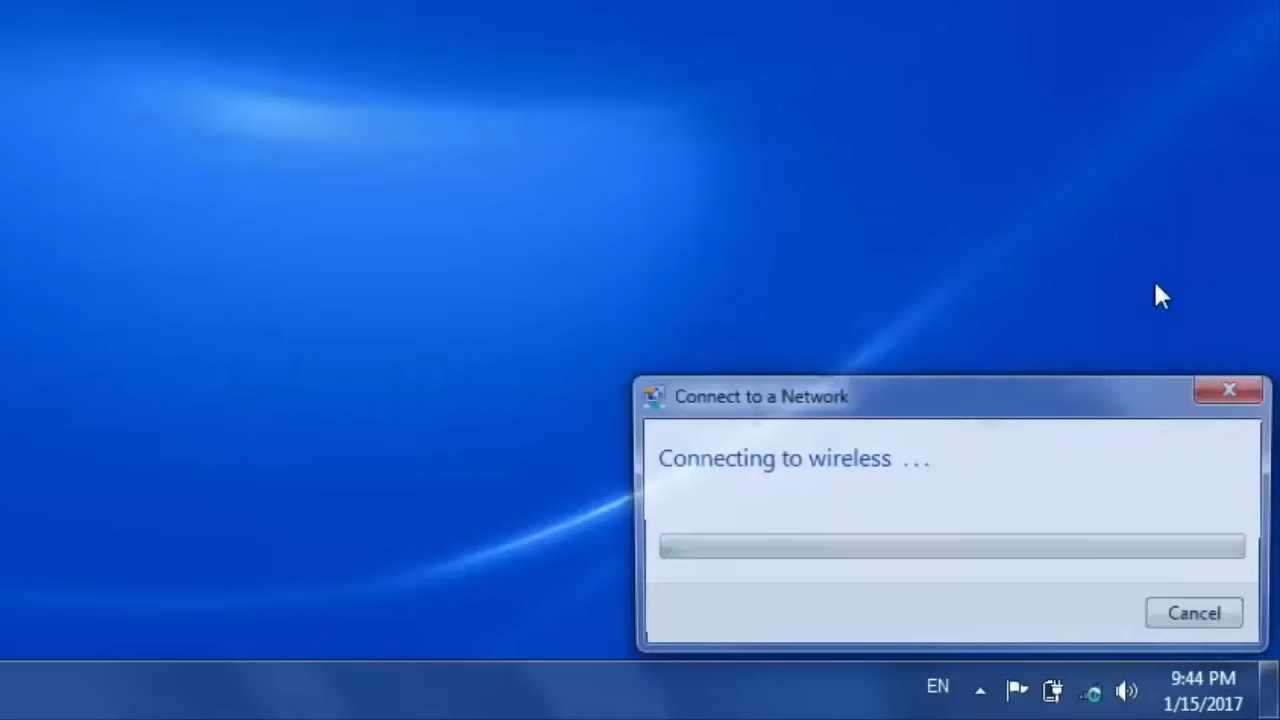 Connect to a Network
Connecting to wireless ...
Cancel
EN
9:44 PM
1/15/2017